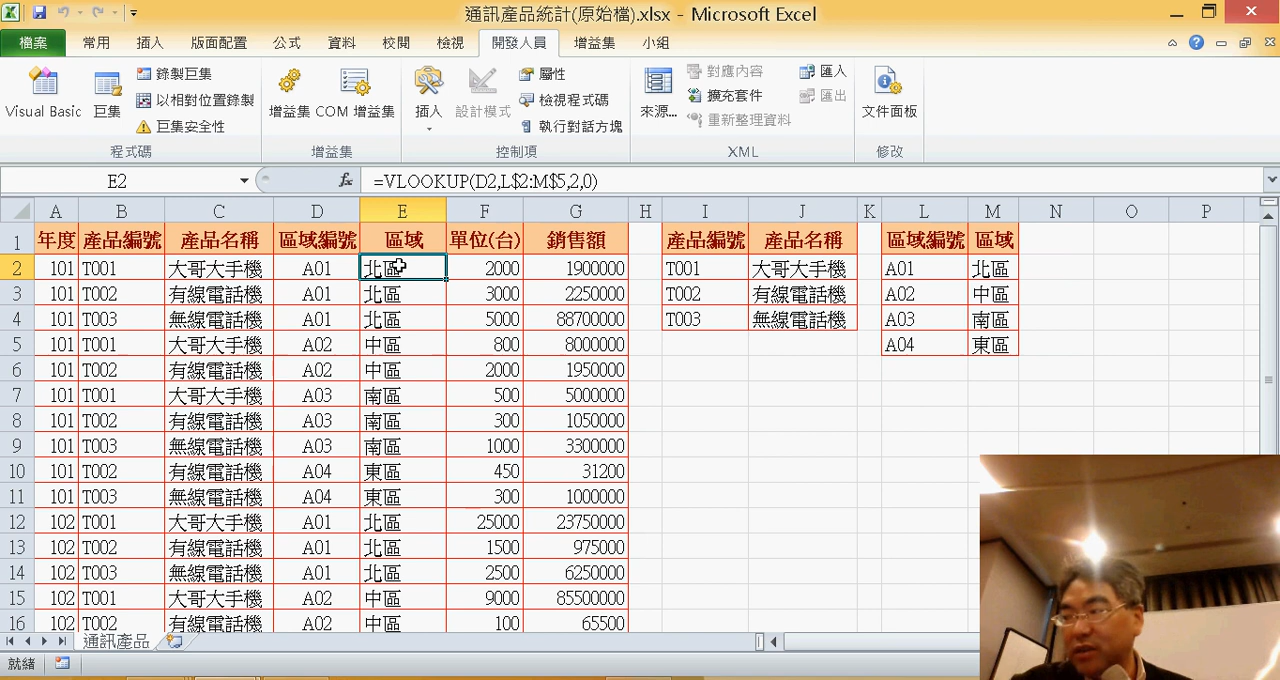 通訊產品統計(原始檔).xlsx - Microsoft Excel
檔案 常用 插入 版面配置 公式 資料 校閱 檢視 開發人員 增益集 小組
Visual Basic 巨集 錄製巨集 以相對位置錄製 巨集安全性 增益集 COM 增益集 插入 設計模式 屬性 檢視程式碼 執行對話方塊 來源... 對應內容 擴充套件 重新整理資料 匯入 匯出 文件面板
程式碼 增益集 控制項 XML 修改
E2 fx =VLOOKUP(D2,L$2:M$5,2,0)
A B C D E F G H I J K L M N O P
1 年度 產品編號 產品名稱 區域編號 區域 單位(台) 銷售額 產品編號 產品名稱 區域編號 區域
2 101 T001 大哥大手機 A01 北區 2000 1900000 T001 大哥大手機 A01 北區
3 101 T002 有線電話機 A01 北區 3000 2250000 T002 有線電話機 A02 中區
4 101 T003 無線電話機 A01 北區 5000 88700000 T003 無線電話機 A03 南區
5 101 T001 大哥大手機 A02 中區 800 8000000 A04 東區
6 101 T002 有線電話機 A02 中區 2000 1950000
7 101 T001 大哥大手機 A03 南區 500 5000000
8 101 T002 有線電話機 A03 南區 300 1050000
9 101 T003 無線電話機 A03 南區 1000 3300000
10 101 T002 有線電話機 A04 東區 450 31200
11 101 T003 無線電話機 A04 東區 300 1000000
12 102 T001 大哥大手機 A01 北區 25000 23750000
13 102 T002 有線電話機 A01 北區 1500 975000
14 102 T003 無線電話機 A01 北區 2500 6250000
15 102 T001 大哥大手機 A02 中區 9000 85500000
16 102 T002 有線電話機 A02 中區 100 65500
通訊產品
就緒